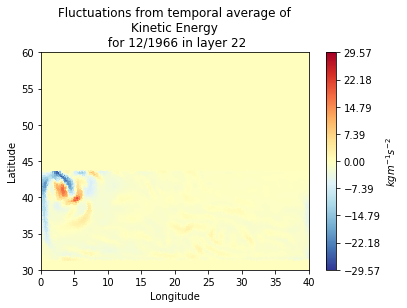 Fluctuations from temporal average of
Kinetic Energy
for 12/1966 in layer 22
60
55
50
45
40
35
30
Latitude
0 5 10 15 20 25 30 35 40
Longitude
29.57
22.18
14.79
7.39
0.00
−7.39
−14.79
−22.18
−29.57
kgm⁻¹s⁻²